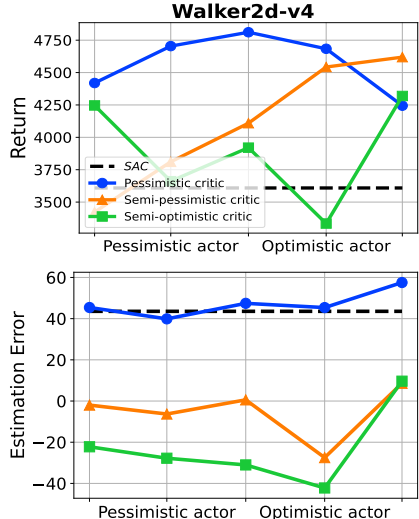 Walker2d-v4
Return
4750
4500
4250
4000
3750
3500
SAC
Pessimistic critic
Semi-pessimistic critic
Semi-optimistic critic
Pessimistic actor Optimistic actor
Estimation Error
60
40
20
0
−20
−40
Pessimistic actor Optimistic actor